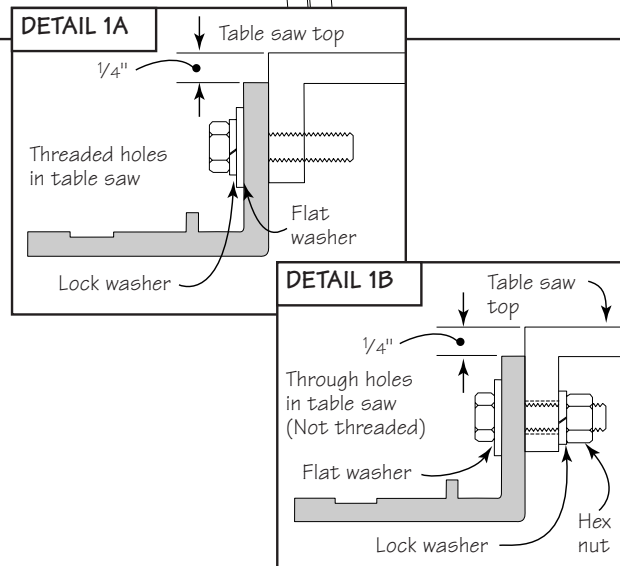 DETAIL 1A
Table saw top
1/4"
Threaded holes
in table saw
Flat
washer
Lock washer
DETAIL 1B
Table saw
top
1/4"
Through holes
in table saw
(Not threaded)
Flat washer
Lock washer
Hex
nut